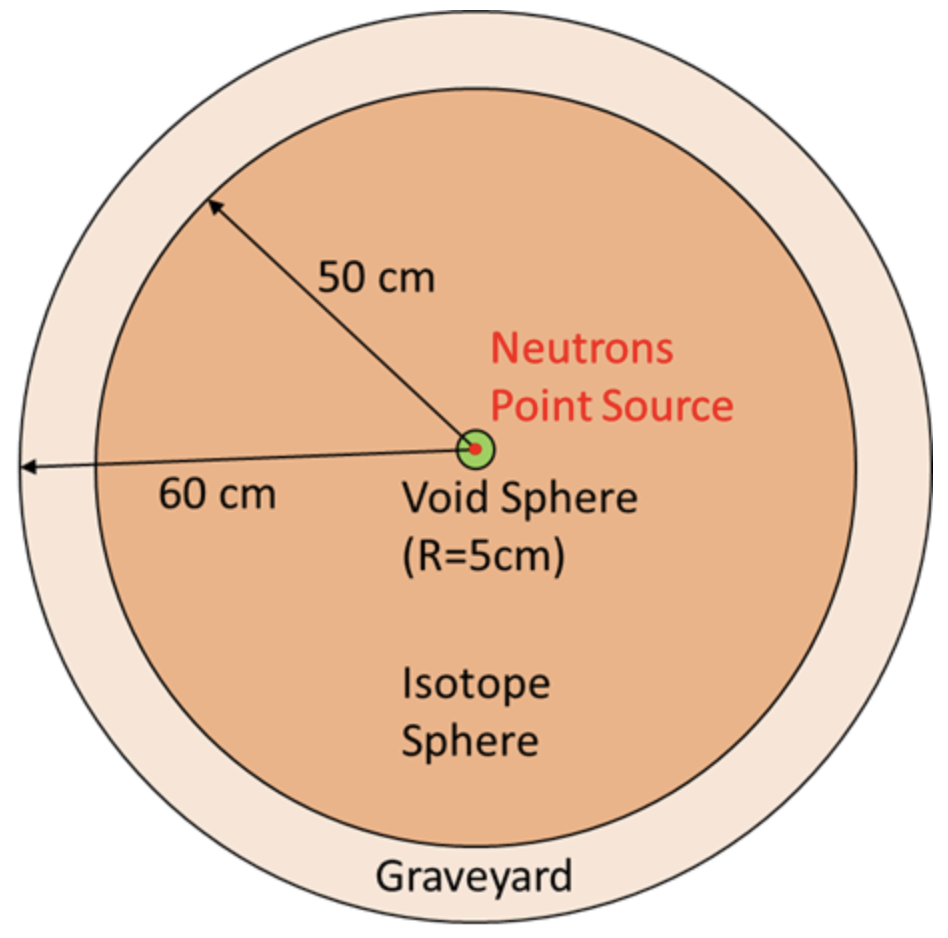 50 cm
Neutrons
Point Source
60 cm
Void Sphere
(R=5cm)
Isotope
Sphere
Graveyard